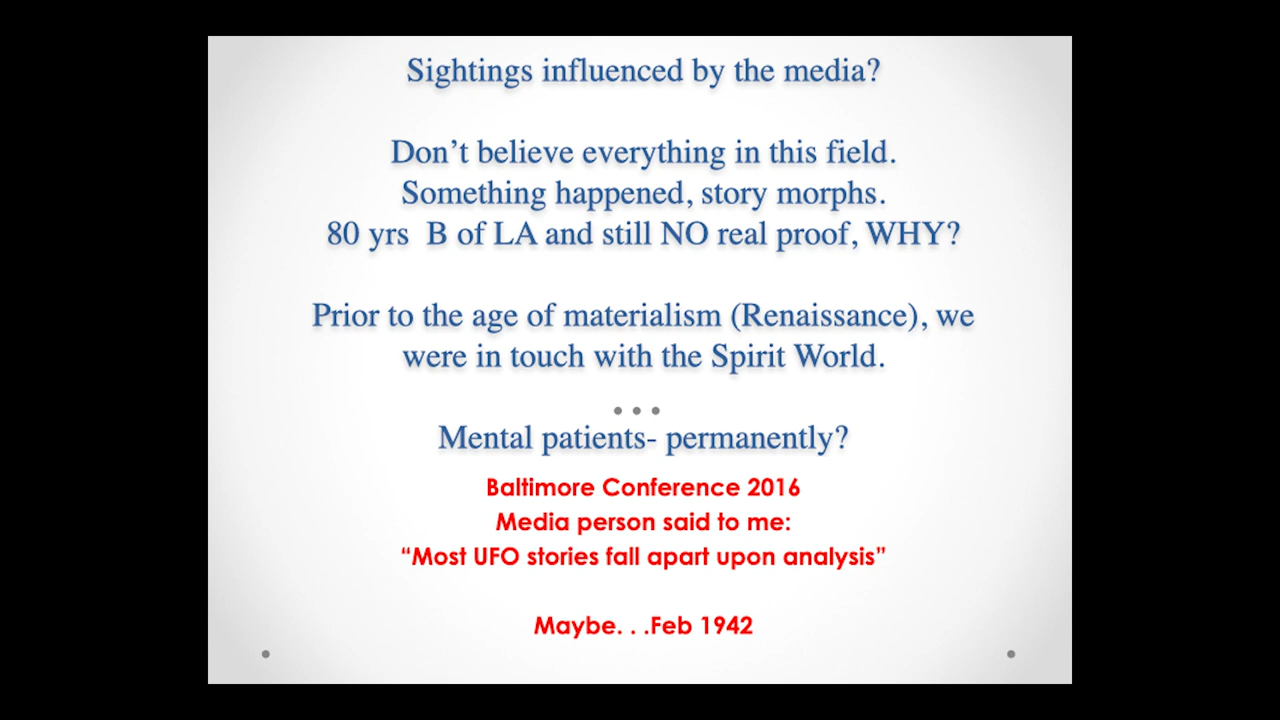 Sightings influenced by the media?
Don’t believe everything in this field.
Something happened, story morphs.
80 yrs  B of LA and still NO real proof, WHY?
Prior to the age of materialism (Renaissance), we
were in touch with the Spirit World.
Mental patients- permanently?
Baltimore Conference 2016
Media person said to me:
“Most UFO stories fall apart upon analysis”
Maybe. . .Feb 1942